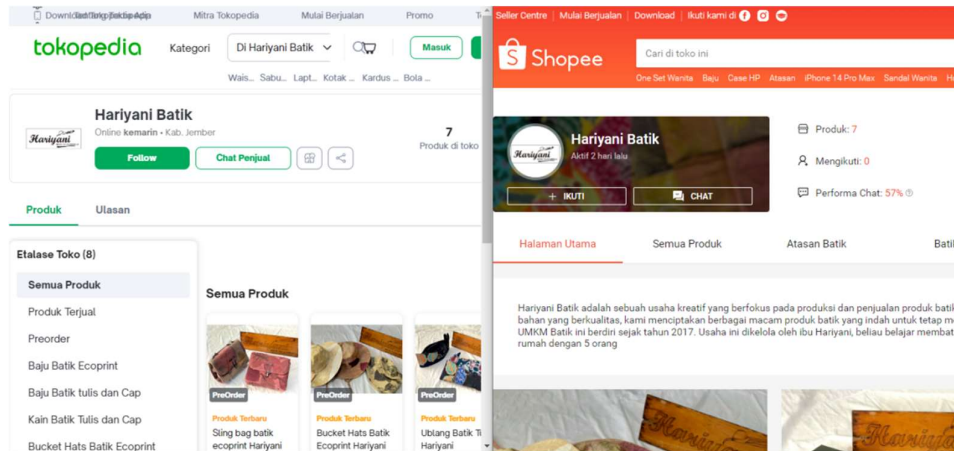 Mitra Tokopedia Mulai Berjualan Promo
tokopedia
Kategori
Di Hariyani Batik
Masuk
Wais... Sabu... Lapt... Kotak ... Kardus ... Bola ...
Hariyani
Hariyani Batik
Online kemarin • Kab. Jember
Follow
Chat Penjual
7
Produk di toko
Produk
Ulasan
Etalase Toko (8)
Semua Produk
Produk Terjual
Preorder
Baju Batik Ecoprint
Baju Batik tulis dan Cap
Kain Batik Tulis dan Cap
Bucket Hats Batik Ecoprint
Semua Produk
PreOrder
Produk Terbaru
Sling bag batik
ecoprint Hariyani
PreOrder
Produk Terbaru
Bucket Hats Batik
Ecoprint Hariyani
PreOrder
Produk Terbaru
Ublang Batik
Hariyani
Seller Centre | Mulai Berjualan | Download | Ikuti kami di
Shopee
Cari di toko ini
One Set Wanita Baju Case HP Atasan iPhone 14 Pro Max Sandal Wanita
Hariyani
Hariyani Batik
Aktif 2 hari lalu
+ IKUTI
CHAT
Produk: 7
Mengikuti: 0
Performa Chat: 57%
Halaman Utama
Semua Produk
Atasan Batik
Hariyani Batik adalah sebuah usaha kreatif yang berfokus pada produksi dan penjualan produk batik
bahan yang berkualitas, kami menciptakan berbagai macam produk batik yang indah untuk tetap
UMKM Batik ini berdiri sejak tahun 2017. Usaha ini dikelola oleh ibu Hariyani, beliau belajar
rumah dengan 5 orang